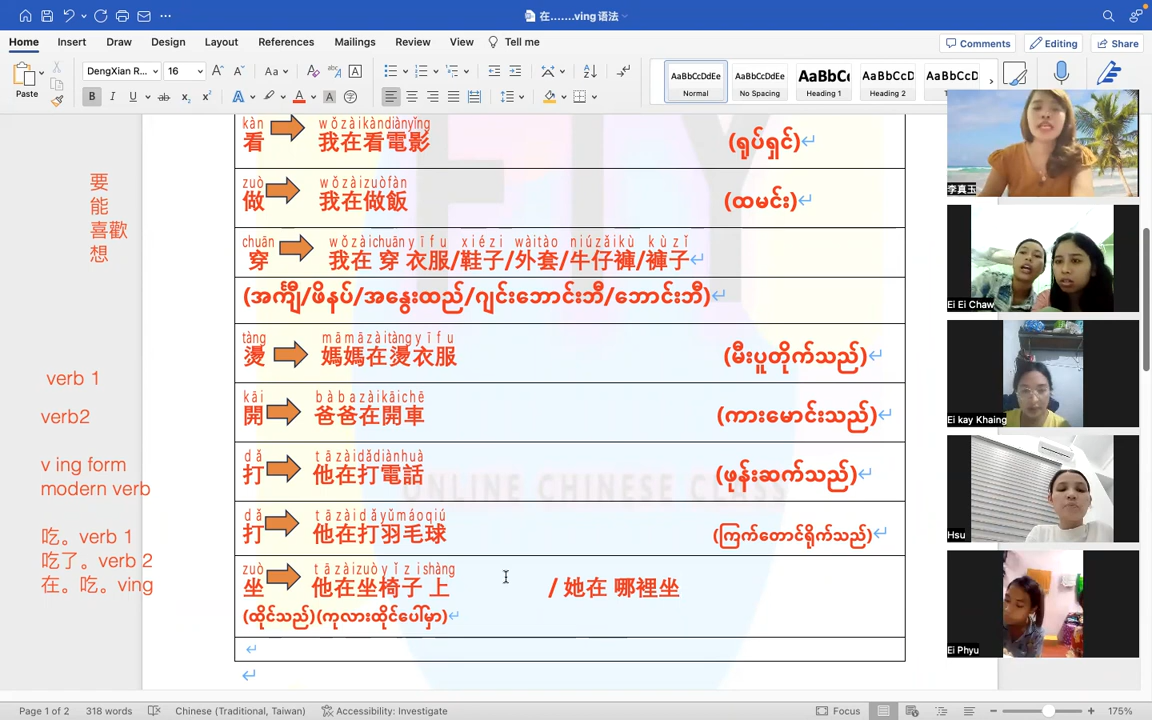 在.......ving语法
Home Insert Draw Design Layout References Mailings Review View Tell me
Comments Editing Share
Paste
DengXian R... 16
AaBbCcDdEe AaBbCcDdEe AaBbC AaBbCcD AaBbCcD
Normal No Spacing Heading 1 Heading 2
kàn wǒzàikàndiànyǐng
看 我在看電影 (ရုပ်ရှင်)
zuò wǒzàizuòfàn
做 我在做飯 (ထမင်း)
chuān wǒzàichuānyīfu xiézi wàitào niúzǎikù kùzǐ
穿 我在 穿 衣服/鞋子/外套/牛仔褲/褲子
(အင်္ကျီ/ဖိနပ်/အနွေးထည်/ဂျင်းဘောင်းဘီ/ဘောင်းဘီ)
tàng māmāzàitàngyīfu
燙 媽媽在燙衣服 (မီးပူတိုက်သည်)
kāi bàbazàikāichē
開 爸爸在開車 (ကားမောင်းသည်)
dǎ tāzàidǎdiànhuà
打 他在打電話 (ဖုန်းဆက်သည်)
dǎ tāzàidǎyǔmáoqiú
打 他在打羽毛球 (ကြက်တောင်ရိုက်သည်)
zuò tāzàizuòyǐzishàng
坐 他在坐椅子 上 / 她在 哪裡坐
(ထိုင်သည်)(ကုလားထိုင်ပေါ်မှာ)
要
能
喜歡
想
verb 1
verb2
v ing form
modern verb
吃。verb 1
吃了。verb 2
在。吃。ving
ELY
ONLINE CHINESE CLASS
李真玉
Ei Ei Chaw
Ei kay Khaing
Hsu
Ei Phyu
Page 1 of 2 318 words Chinese (Traditional, Taiwan) Accessibility: Investigate Focus 175%